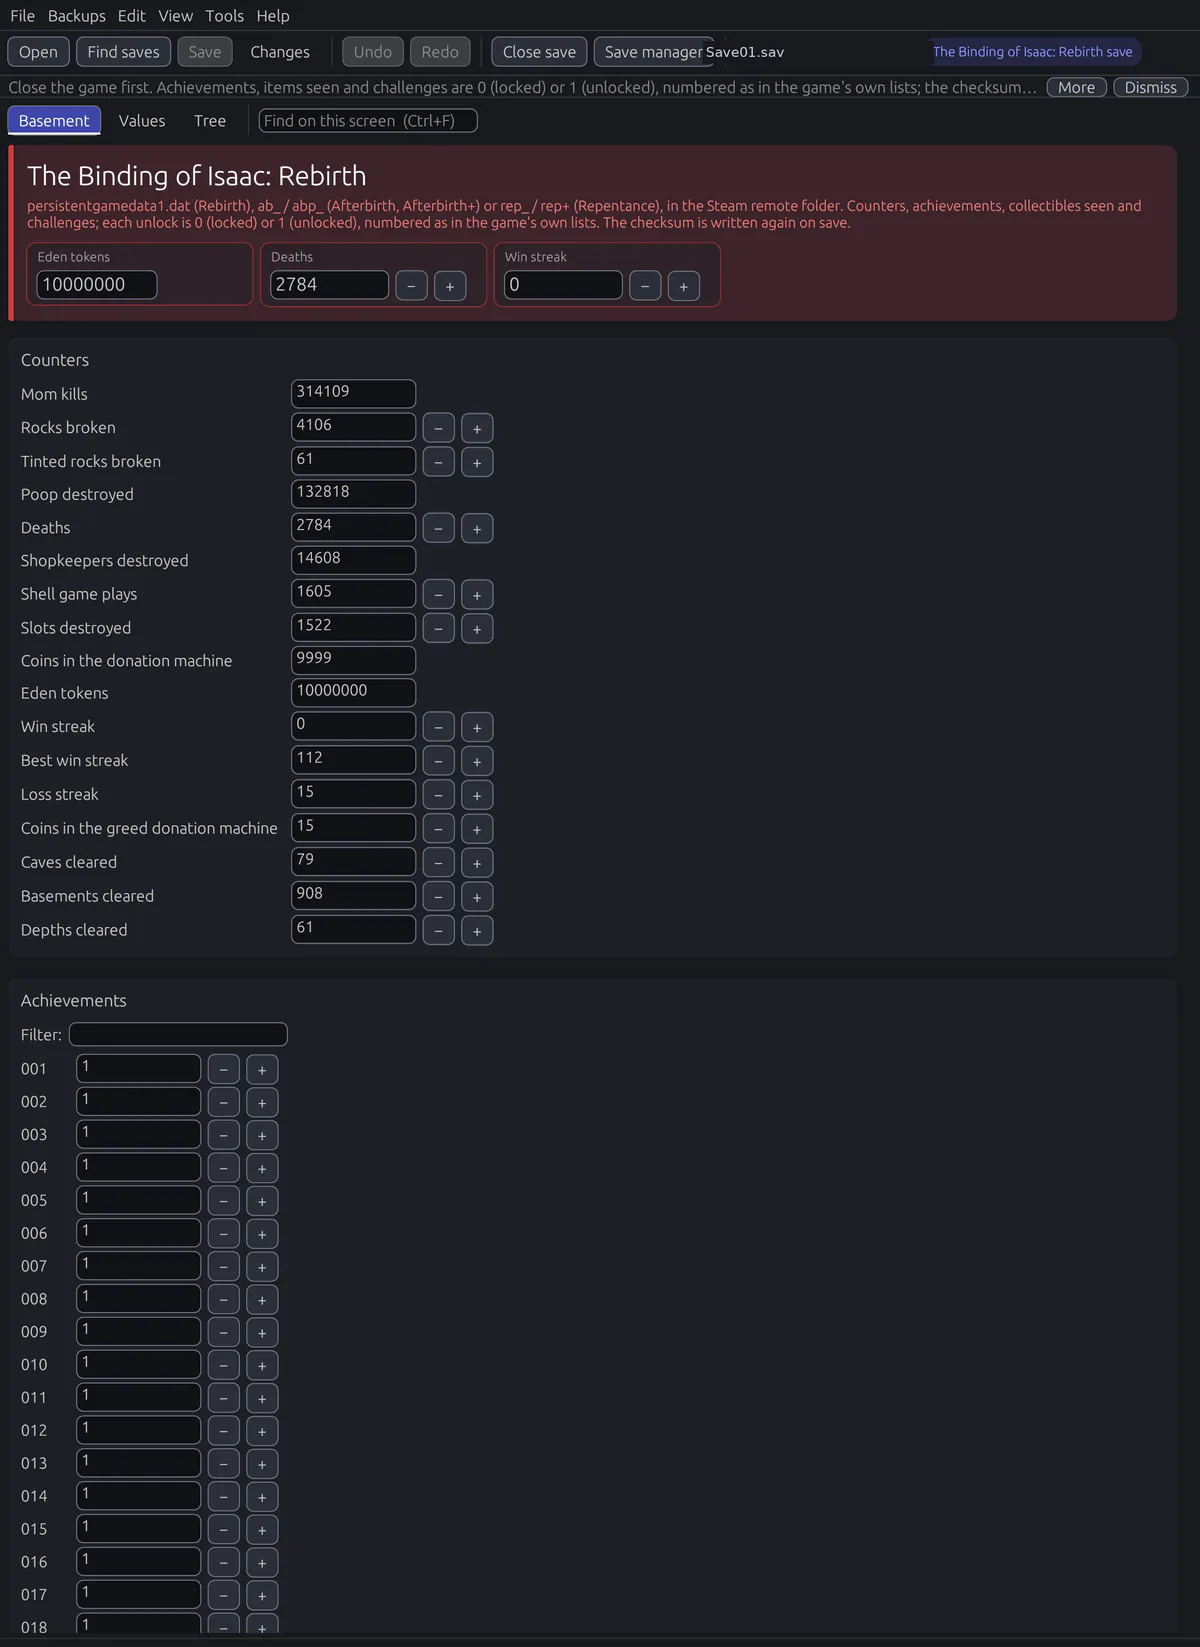 File Backups Edit View Tools Help
Open Find saves Save Changes Undo Redo Close save Save manager Save01.sav The Binding of Isaac: Rebirth save
Close the game first. Achievements, items seen and challenges are 0 (locked) or 1 (unlocked), numbered as in the game's own lists; the checksum... More Dismiss
Basement Values Tree Find on this screen (Ctrl+F)
The Binding of Isaac: Rebirth
persistentgamedata1.dat (Rebirth), ab_ / abp_ (Afterbirth, Afterbirth+) or rep_ / rep+ (Repentance), in the Steam remote folder. Counters, achievements, collectibles seen and
challenges; each unlock is 0 (locked) or 1 (unlocked), numbered as in the game's own lists. The checksum is written again on save.
Eden tokens Deaths Win streak
10000000 2784 − + 0 − +
Counters
Mom kills 314109
Rocks broken 4106 − +
Tinted rocks broken 61 − +
Poop destroyed 132818
Deaths 2784 − +
Shopkeepers destroyed 14608
Shell game plays 1605 − +
Slots destroyed 1522 − +
Coins in the donation machine 9999
Eden tokens 10000000
Win streak 0 − +
Best win streak 112 − +
Loss streak 15 − +
Coins in the greed donation machine 15 − +
Caves cleared 79 − +
Basements cleared 908 − +
Depths cleared 61 − +
Achievements
Filter:
001 1 − +
002 1 − +
003 1 − +
004 1 − +
005 1 − +
006 1 − +
007 1 − +
008 1 − +
009 1 − +
010 1 − +
011 1 − +
012 1 − +
013 1 − +
014 1 − +
015 1 − +
016 1 − +
017 1 − +
018 1 − +